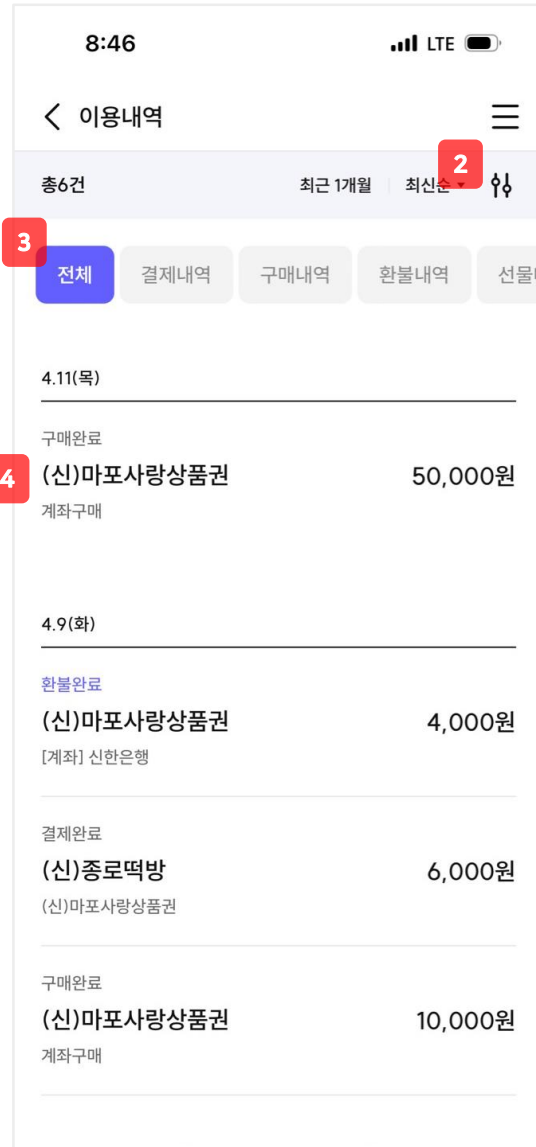 8:46 LTE
이용내역
2
총6건 최근 1개월 최신순
3
전체 결제내역 구매내역 환불내역 선물
4.11(목)
구매완료
4
(신)마포사랑상품권 50,000원
계좌구매
4.9(화)
환불완료
(신)마포사랑상품권 4,000원
[계좌] 신한은행
결제완료
(신)종로떡방 6,000원
(신)마포사랑상품권
구매완료
(신)마포사랑상품권 10,000원
계좌구매